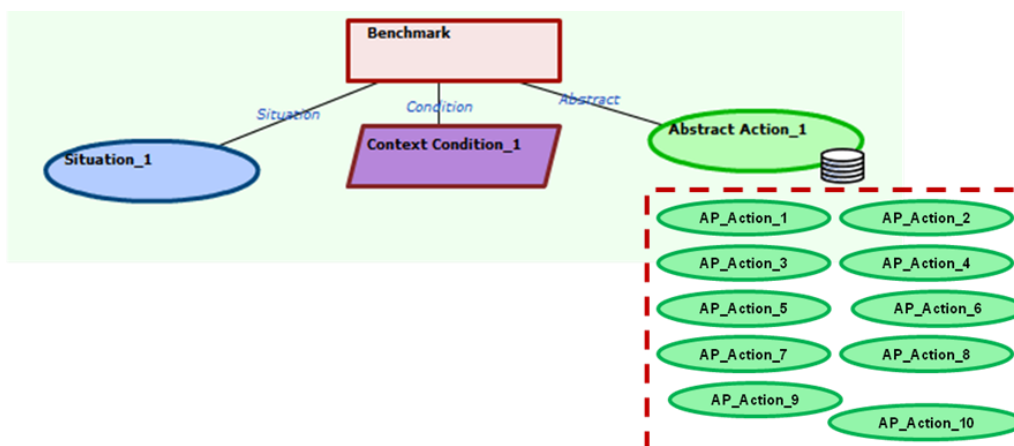 Benchmark
Situation
Condition
Abstract
Situation_1
Context Condition_1
Abstract Action_1
AP_Action_1
AP_Action_2
AP_Action_3
AP_Action_4
AP_Action_5
AP_Action_6
AP_Action_7
AP_Action_8
AP_Action_9
AP_Action_10